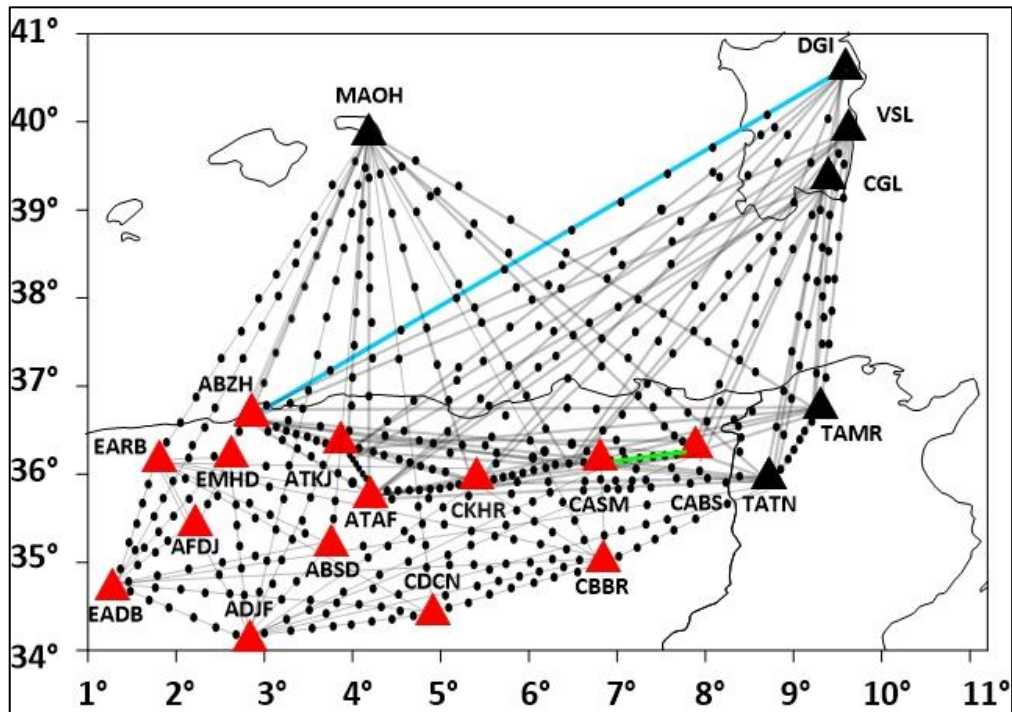 41°
DGI
MAOH
40°
VSL
CGL
39°
38°
37°
ABZH
TAMR
EARB
36°
EMHD
ATKJ
ATAF
CKHR
CASM
CABS
TATN
AFDJ
ABSD
35°
CDCN
CBBR
EADB
ADJF
34°
1° 2° 3° 4° 5° 6° 7° 8° 9° 10° 11°